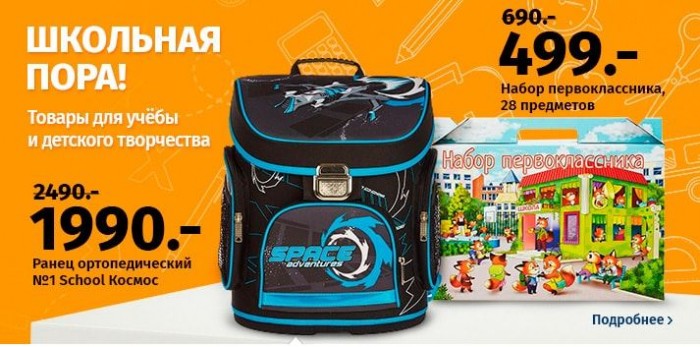 ШКОЛЬНАЯ
ПОРА!
Товары для учёбы
и детского творчества
2490.-
1990.-
Ранец ортопедический
№1 School Космос
690.-
499.-
Набор первоклассника,
28 предметов
Набор первоклассника
ШКОЛА
SPACE
adventures
Подробнее >